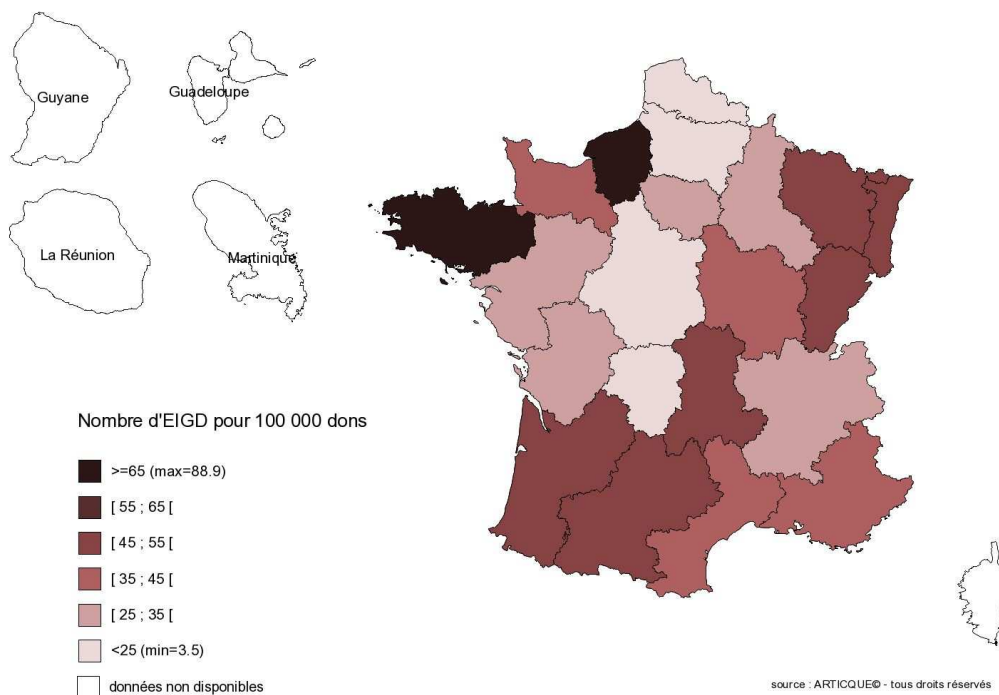 Guyane
Guadeloupe
La Réunion
Martinique
Nombre d'EIGD pour 100 000 dons
>=65 (max=88.9)
[ 55 ; 65 [
[ 45 ; 55 [
[ 35 ; 45 [
[ 25 ; 35 [
<25 (min=3.5)
données non disponibles
source : ARTICQUE© - tous droits réservés